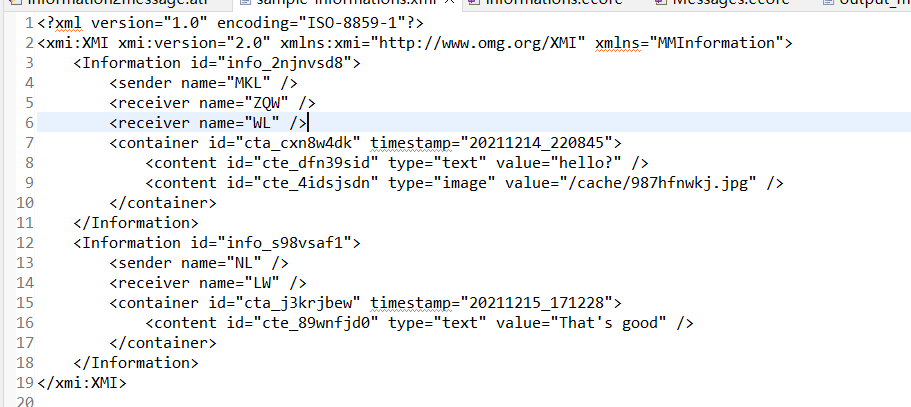 sample-informations.xmi informations.ecore Messages.ecore
1 <?xml version="1.0" encoding="ISO-8859-1"?>
2 <xmi:XMI xmi:version="2.0" xmlns:xmi="http://www.omg.org/XMI" xmlns="MMInformation">
3 <Information id="info_2njnvsd8">
4 <sender name="MKL" />
5 <receiver name="ZQW" />
6 <receiver name="WL" />
7 <container id="cta_cxn8w4dk" timestamp="20211214_220845">
8 <content id="cte_dfn39sid" type="text" value="hello?" />
9 <content id="cte_4idsjsdn" type="image" value="/cache/987hfnwkj.jpg" />
10 </container>
11 </Information>
12 <Information id="info_s98vsaf1">
13 <sender name="NL" />
14 <receiver name="LW" />
15 <container id="cta_j3krjbew" timestamp="20211215_171228">
16 <content id="cte_89wnfjd0" type="text" value="That's good" />
17 </container>
18 </Information>
19 </xmi:XMI>
20